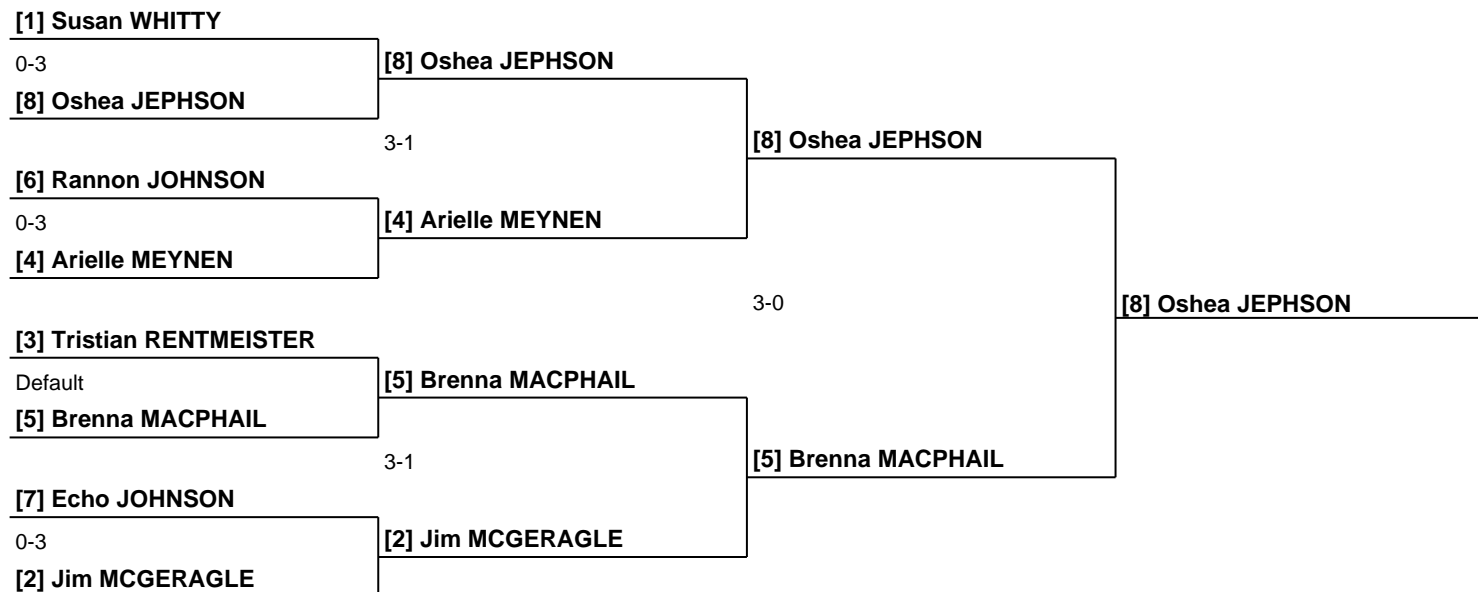 [1] Susan WHITTY
0-3
[8] Oshea JEPHSON
[8] Oshea JEPHSON
3-1
[8] Oshea JEPHSON
[6] Rannon JOHNSON
0-3
[4] Arielle MEYNEN
[4] Arielle MEYNEN
3-0
[8] Oshea JEPHSON
[3] Tristian RENTMEISTER
Default
[5] Brenna MACPHAIL
[5] Brenna MACPHAIL
3-1
[5] Brenna MACPHAIL
[7] Echo JOHNSON
0-3
[2] Jim MCGERAGLE
[2] Jim MCGERAGLE